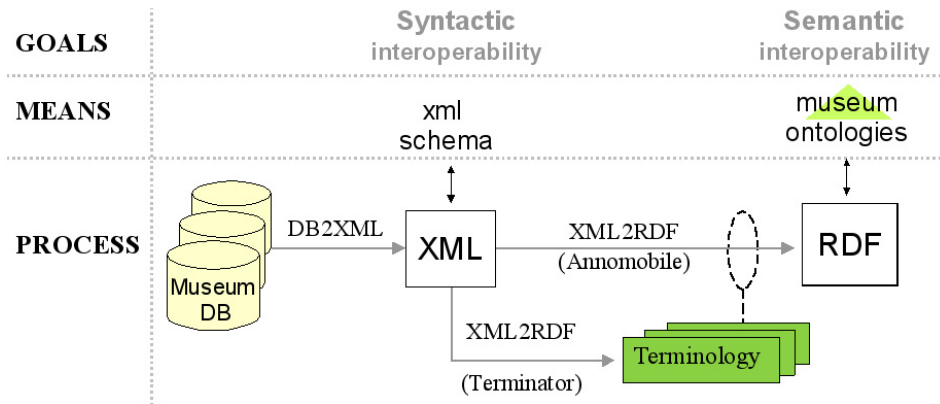 GOALS
Syntactic
interoperability
Semantic
interoperability
MEANS
xml
schema
museum
ontologies
PROCESS
Museum
DB
DB2XML
XML
XML2RDF
(Annomobile)
RDF
XML2RDF
(Terminator)
Terminology